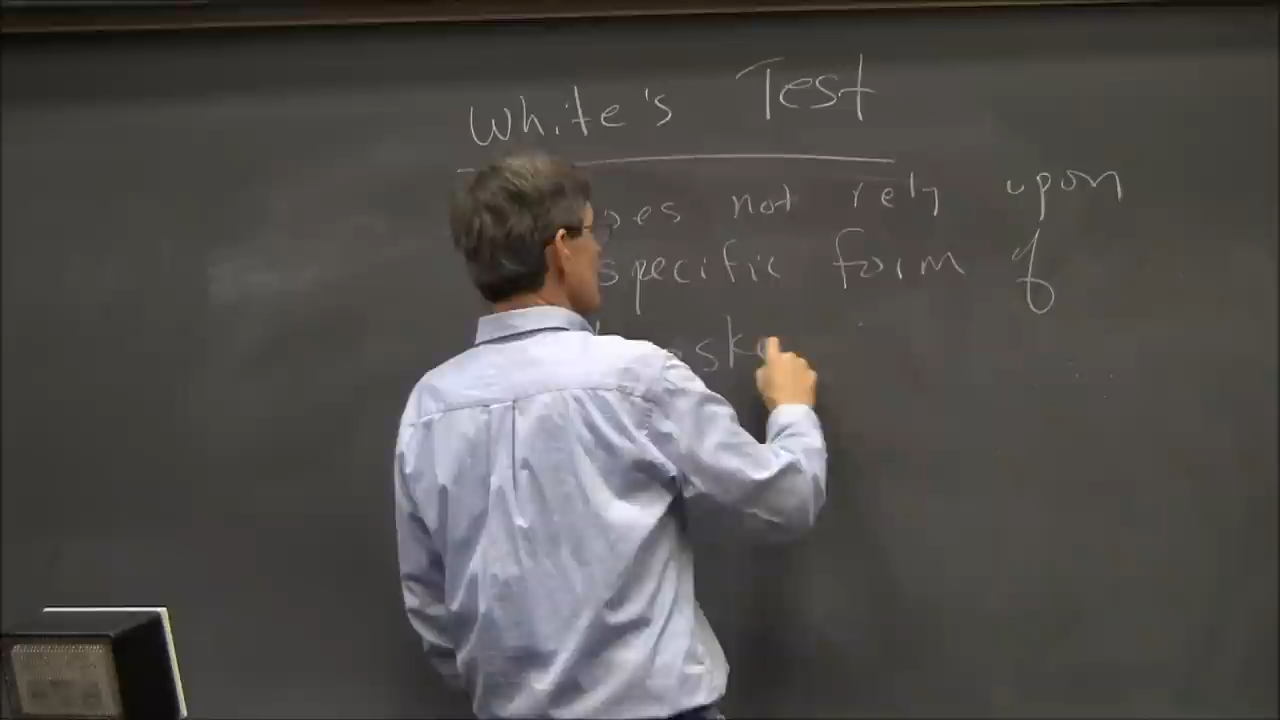 White's Test
not rely upon
specific form of